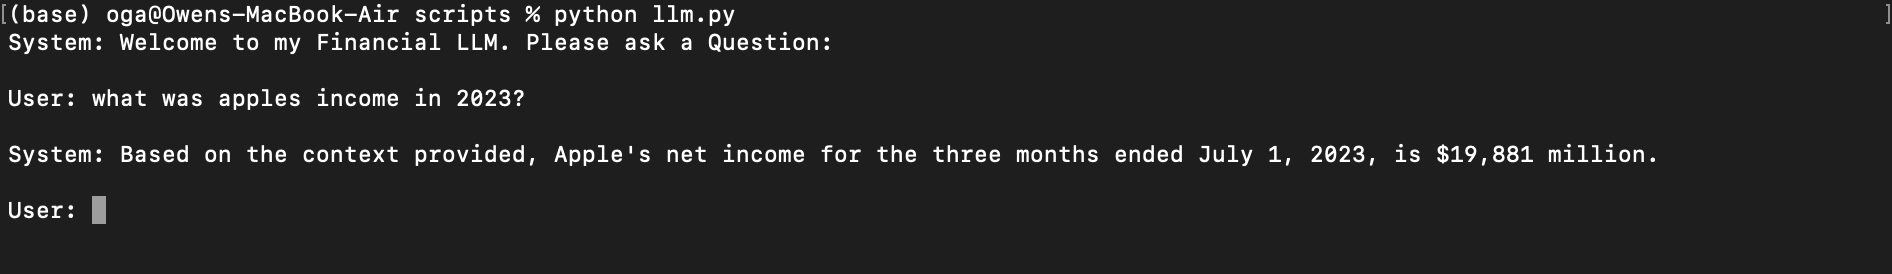 [(base) oga@Owens-MacBook-Air scripts % python llm.py ]
System: Welcome to my Financial LLM. Please ask a Question:
User: what was apples income in 2023?
System: Based on the context provided, Apple's net income for the three months ended July 1, 2023, is $19,881 million.
User: